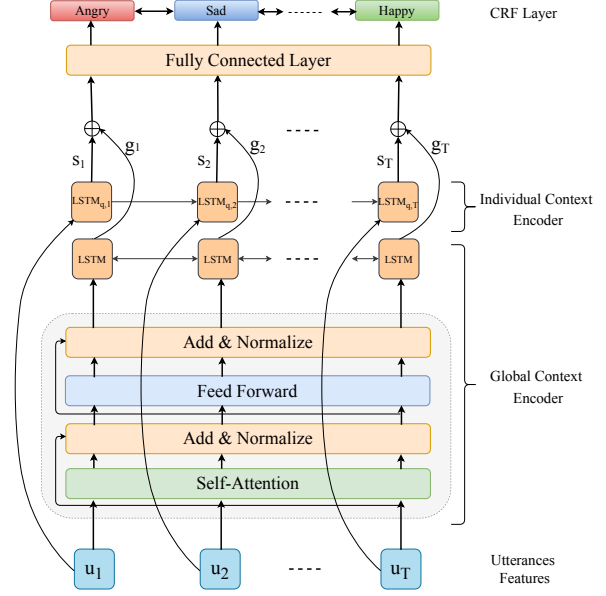 Angry Sad Happy CRF Layer
Fully Connected Layer
s1 g1 s2 g2 sT gT
LSTMq,1 LSTMq,2 LSTMq,T Individual Context
Encoder
LSTM LSTM LSTM
Add & Normalize
Feed Forward Global Context
Encoder
Add & Normalize
Self-Attention
u1 u2 uT Utterances
Features